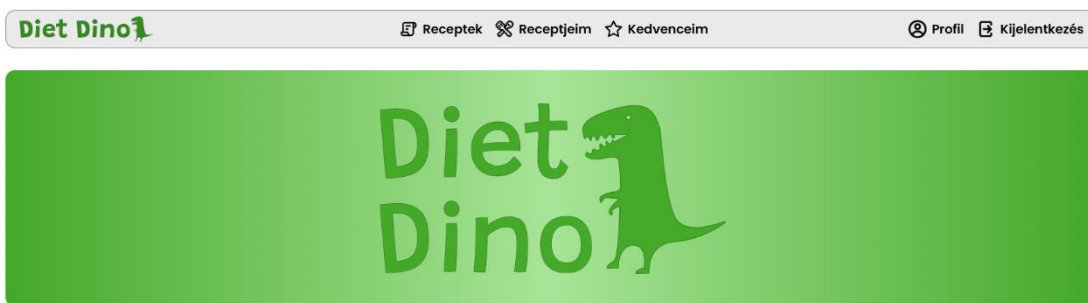 Diet Dino Receptek Receptjeim Kedvenceim Profil Kijelentkezés
Diet
Dino